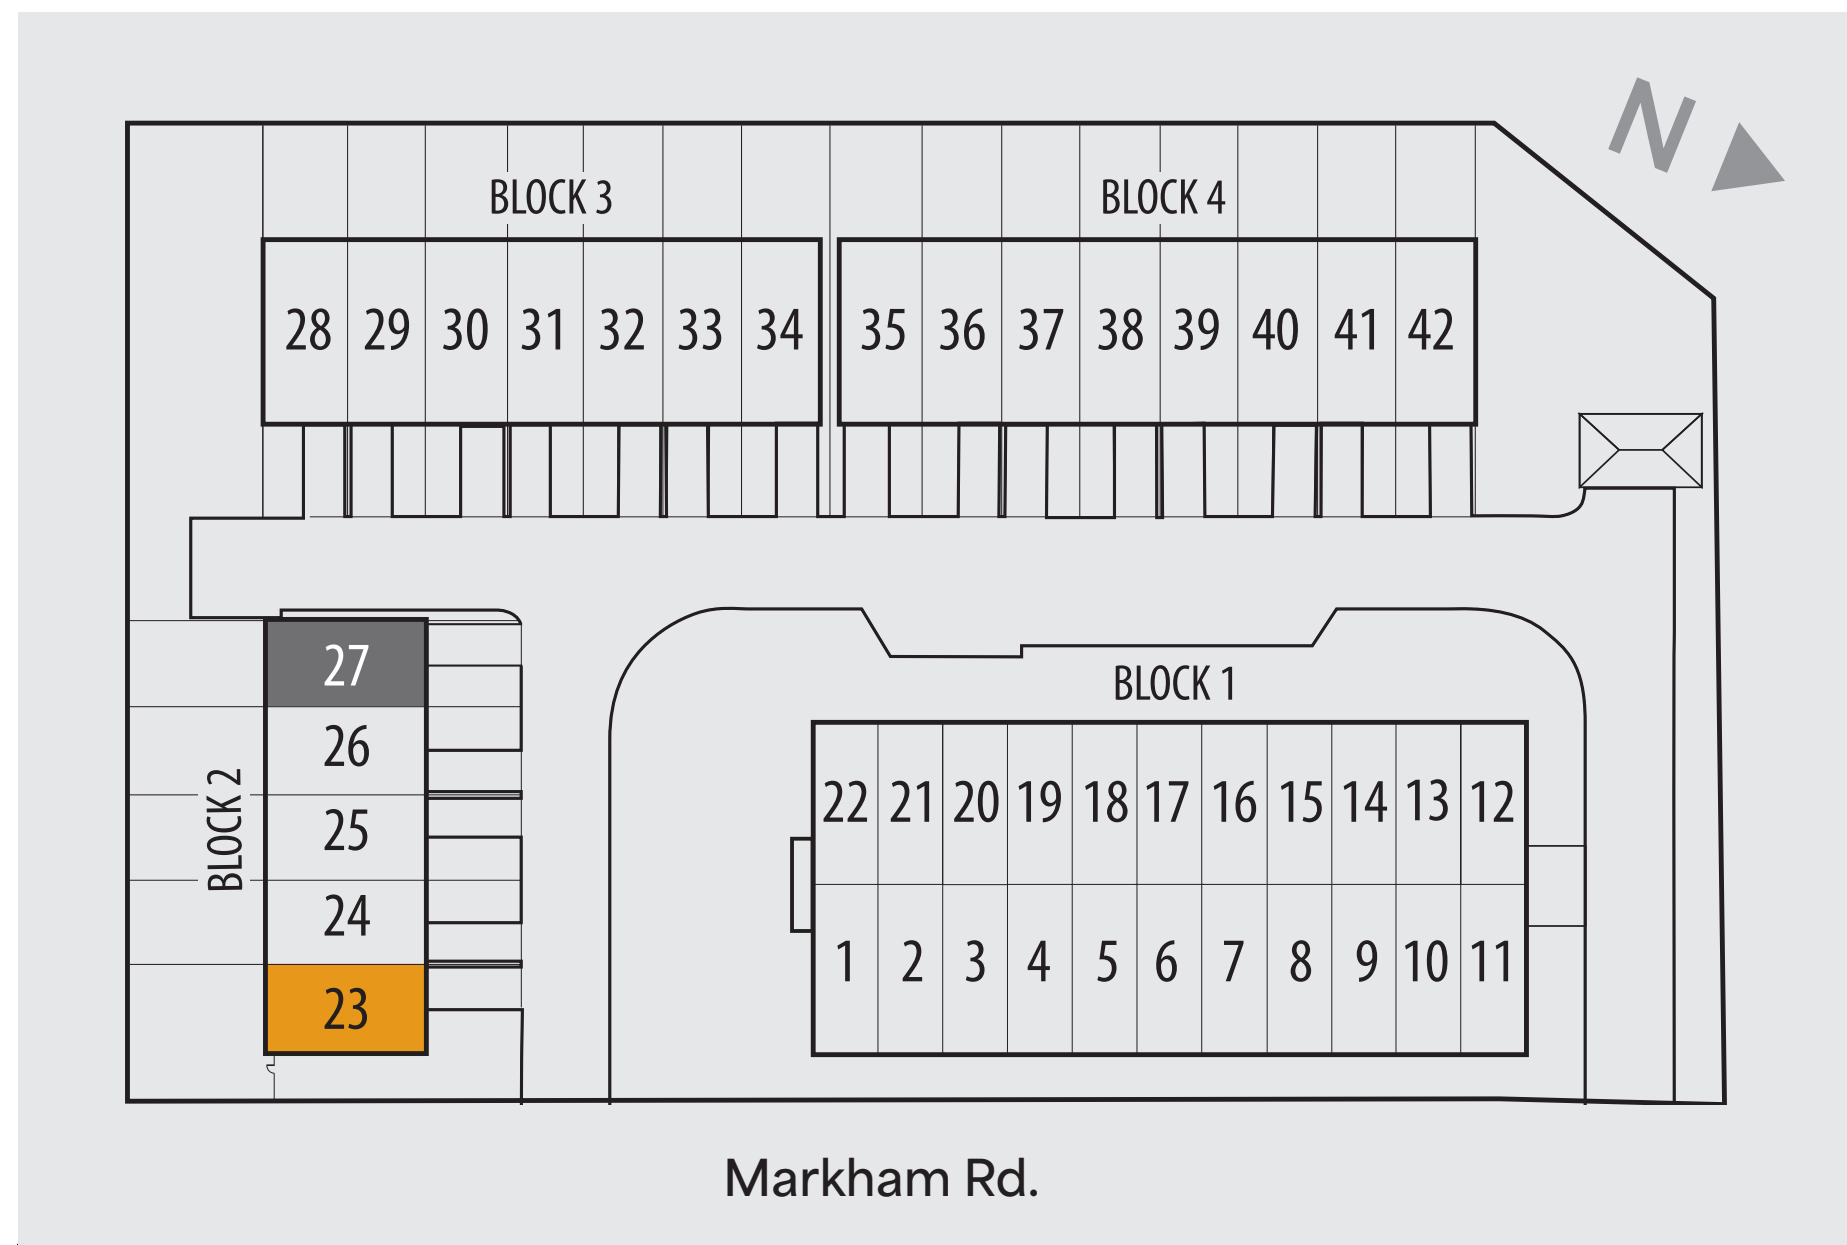 N
BLOCK 3
BLOCK 4
28 29 30 31 32 33 34 35 36 37 38 39 40 41 42
BLOCK 2
27
26
25
24
23
BLOCK 1
22 21 20 19 18 17 16 15 14 13 12
1 2 3 4 5 6 7 8 9 10 11
Markham Rd.